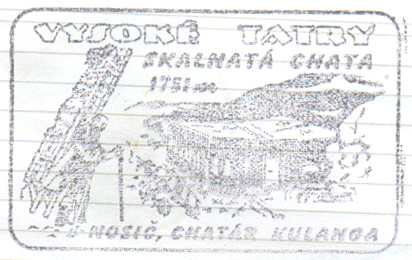 VYSOKÉ TATRY
SKALNATÁ CHATA
1751 m
NOSIČ, CHATÁR KULANGA